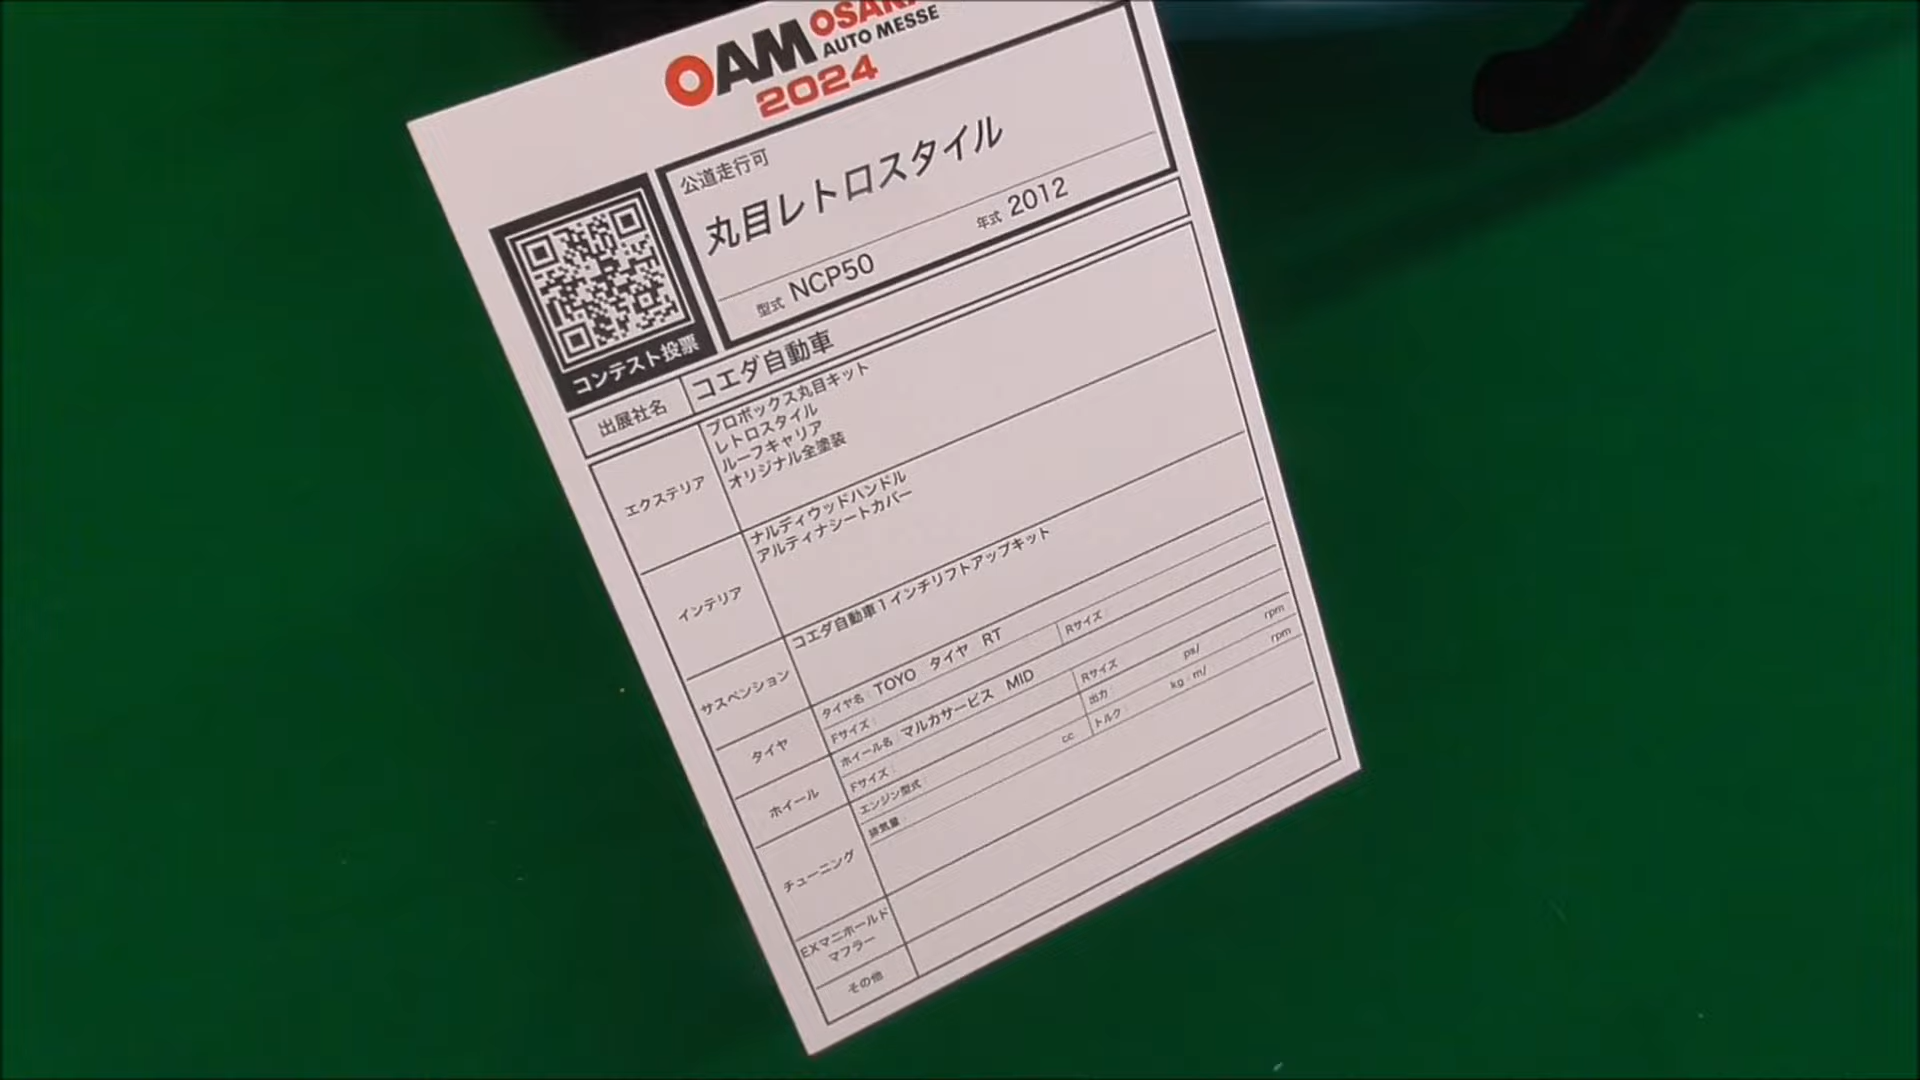 OAM OSAKA
AUTO MESSE
2024
公道走行可
丸目レトロスタイル
型式 NCP50 年式 2012
コンテスト投票
出展社名 コエダ自動車
エクステリア
プロボックス丸目キット
レトロスタイル
ルーフキャリア
オリジナル全塗装
インテリア
ナルディウッドハンドル
アルティナシートカバー
サスペンション
コエダ自動車1インチリフトアップキット
タイヤ
タイヤ名: TOYO タイヤ RT
Fサイズ: Rサイズ:
ホイール
ホイール名: マルカサービス MID
Fサイズ: Rサイズ
チューニング
エンジン型式: 出力: ps/ rpm
排気量: cc トルク: kg・m/ rpm
EXマニホールド
マフラー
その他